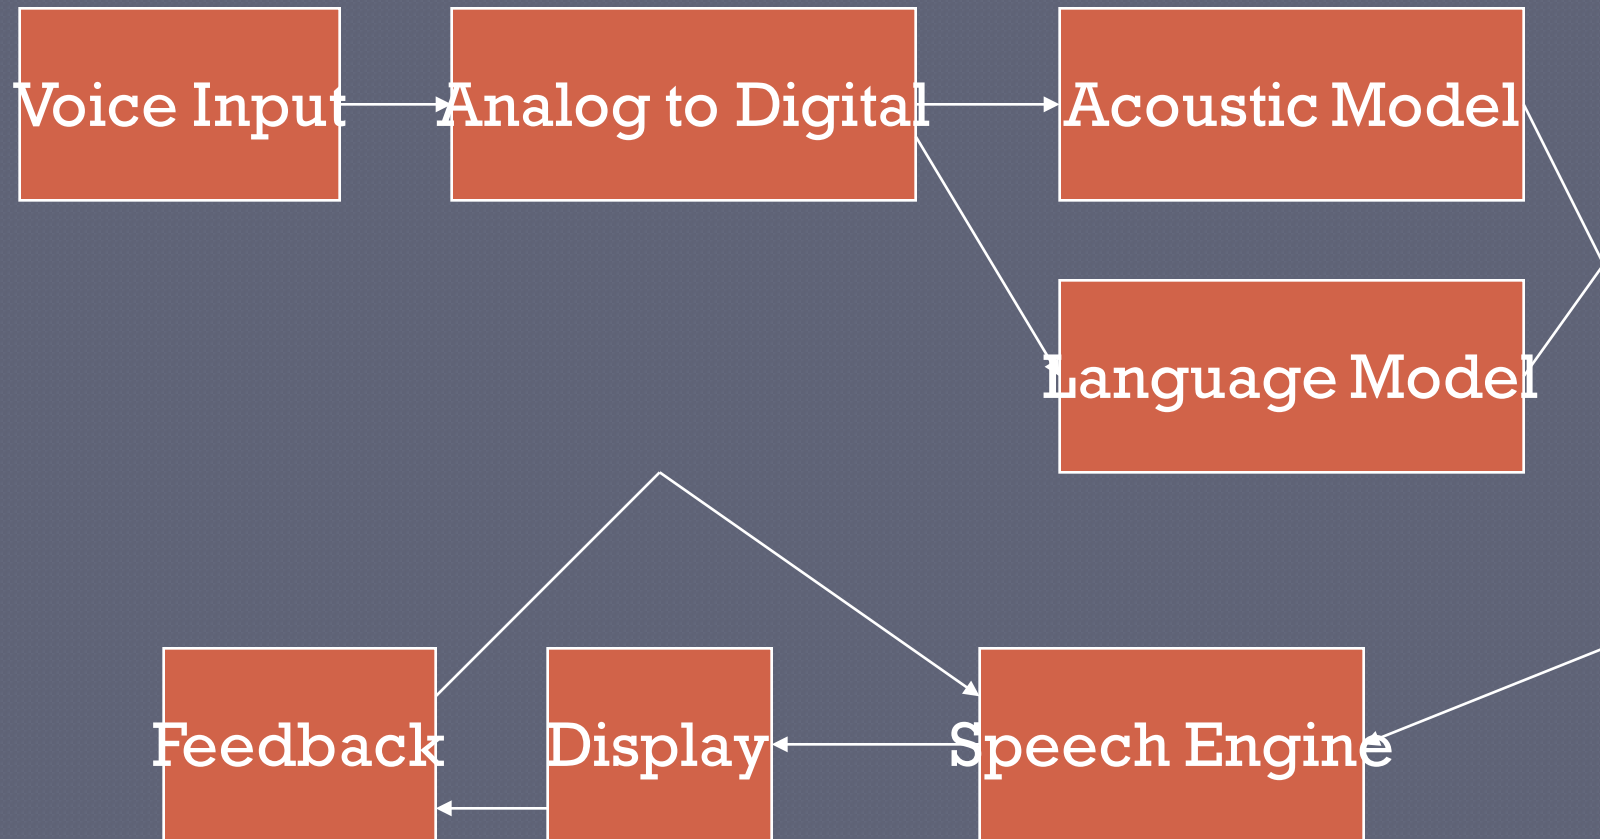 Voice Input
Analog to Digital
Acoustic Model
Language Model
Feedback
Display
Speech Engine